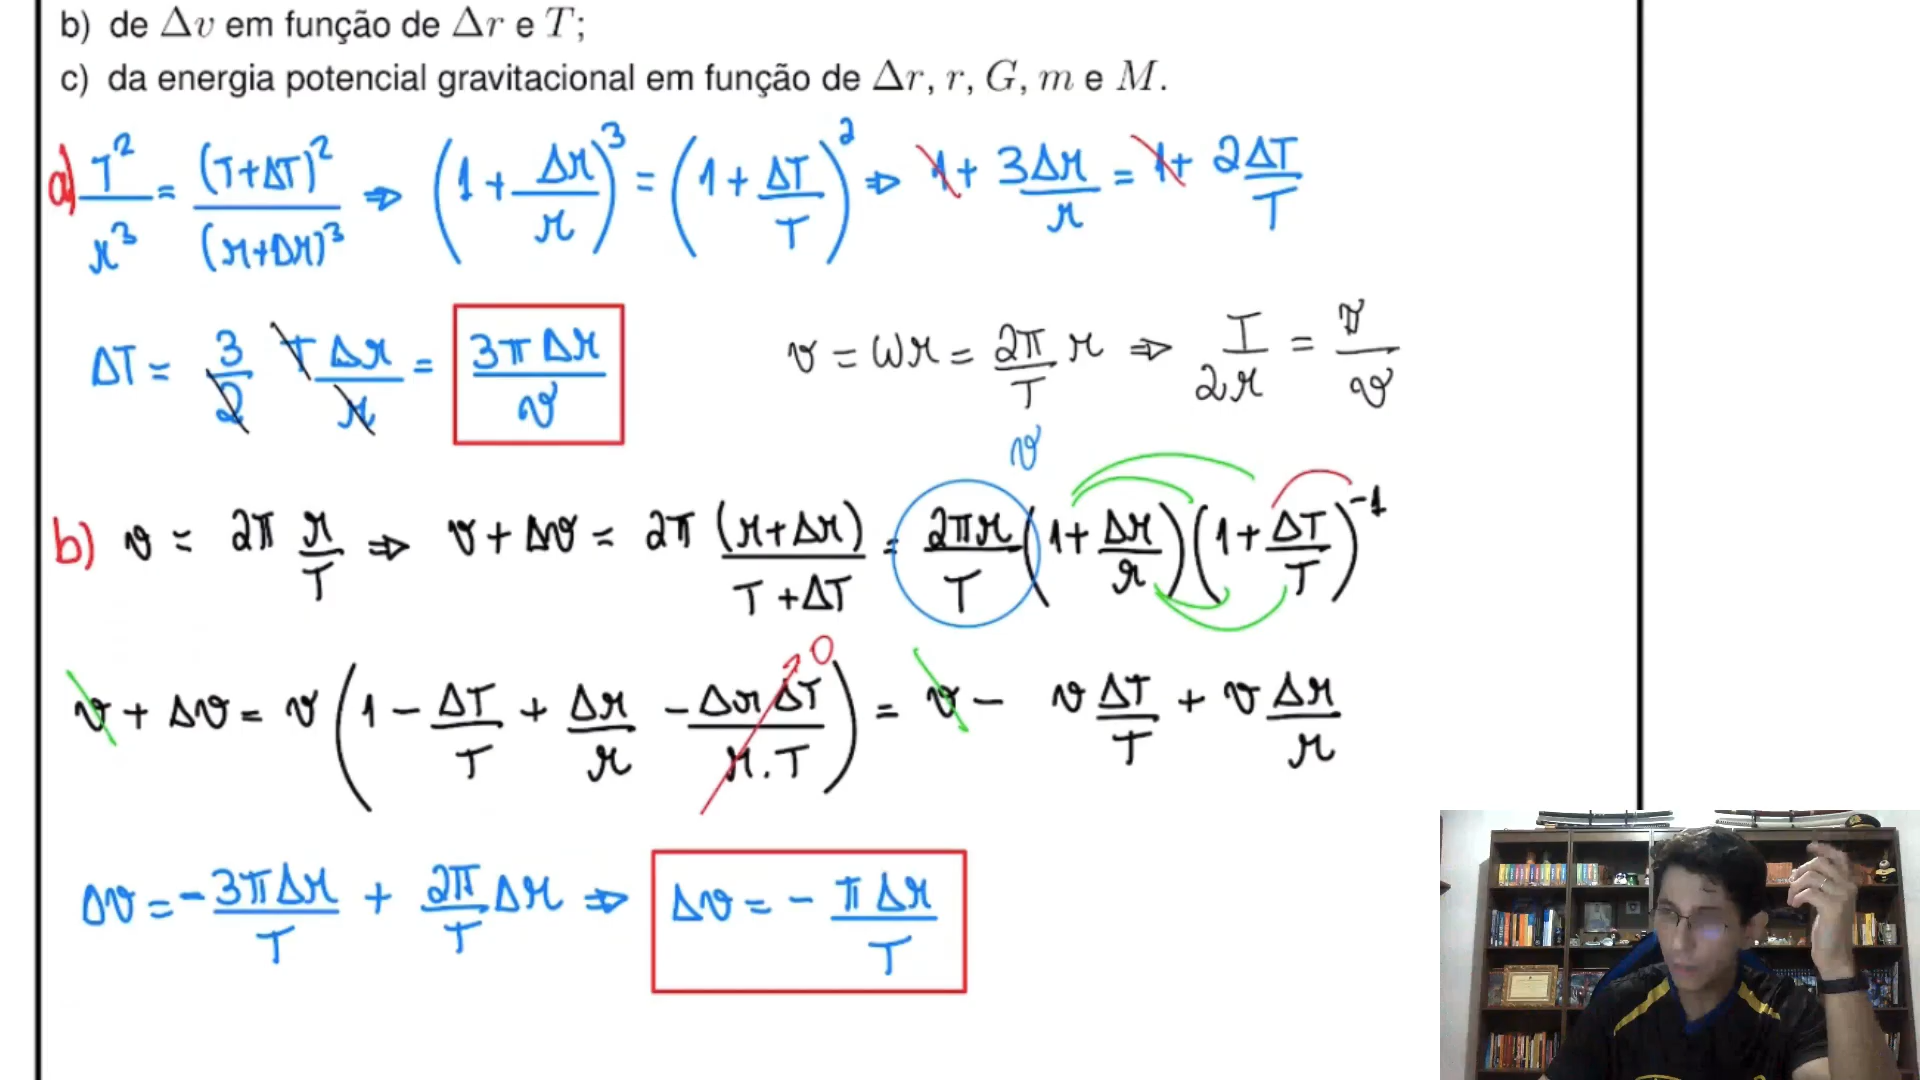 b) de Δv em função de Δr e T;
c) da energia potencial gravitacional em função de Δr, r, G, m e M.
a) T²/r³ = (T+ΔT)²/(r+Δr)³ ⇒ (1 + Δr/r)³ = (1 + ΔT/T)² ⇒ 1 + 3Δr/r = 1 + 2ΔT/T
ΔT = 3/2 T Δr/r = 3πΔr/v
v = ωr = 2π/T r ⇒ T/2r = π/v
v
b) v = 2π r/T ⇒ v + Δv = 2π (r+Δr)/(T+ΔT) = 2πr/T (1 + Δr/r)(1 + ΔT/T)⁻¹
v + Δv = v (1 - ΔT/T + Δr/r - ΔrΔT/r.T) = v - vΔT/T + vΔr/r
0
Δv = -3πΔr/T + 2π/T Δr ⇒ Δv = - πΔr/T